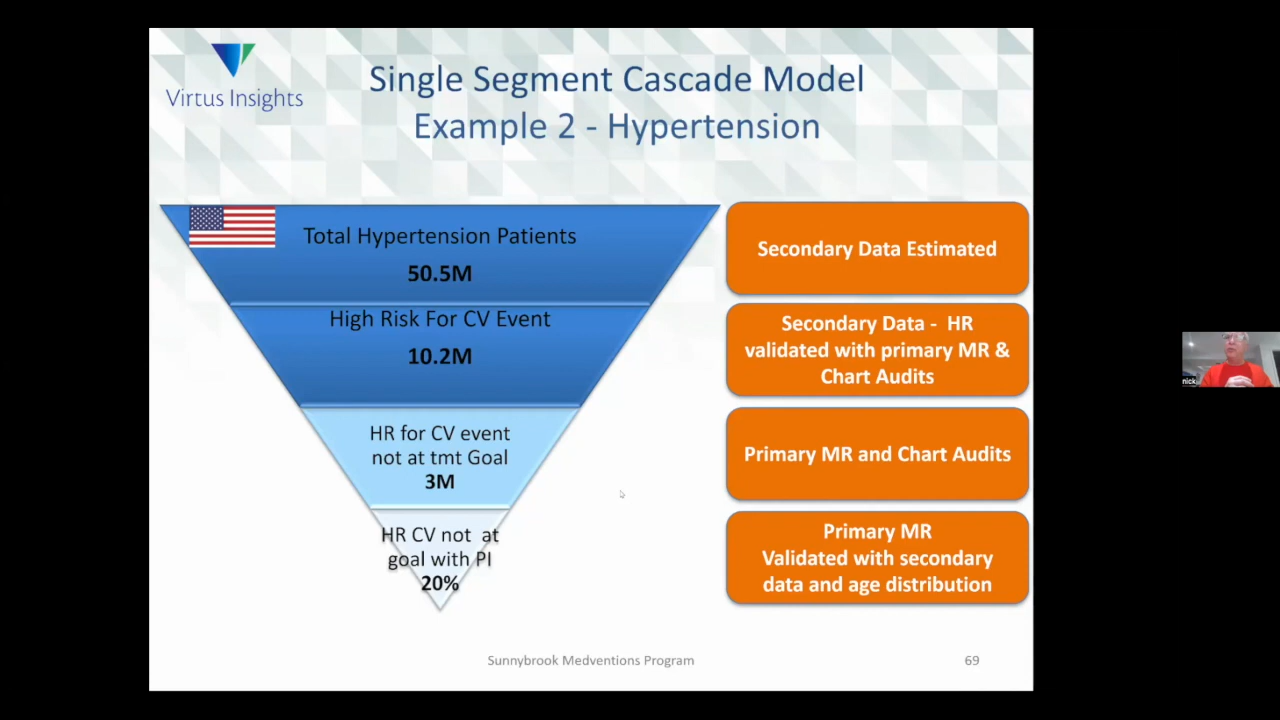 Virtus Insights
Single Segment Cascade Model
Example 2 - Hypertension
Total Hypertension Patients
50.5M
Secondary Data Estimated
High Risk For CV Event
10.2M
Secondary Data - HR
validated with primary MR &
Chart Audits
HR for CV event
not at tmt Goal
3M
Primary MR and Chart Audits
HR CV not at
goal with PI
20%
Primary MR
Validated with secondary
data and age distribution
Sunnybrook Medventions Program
69
nick